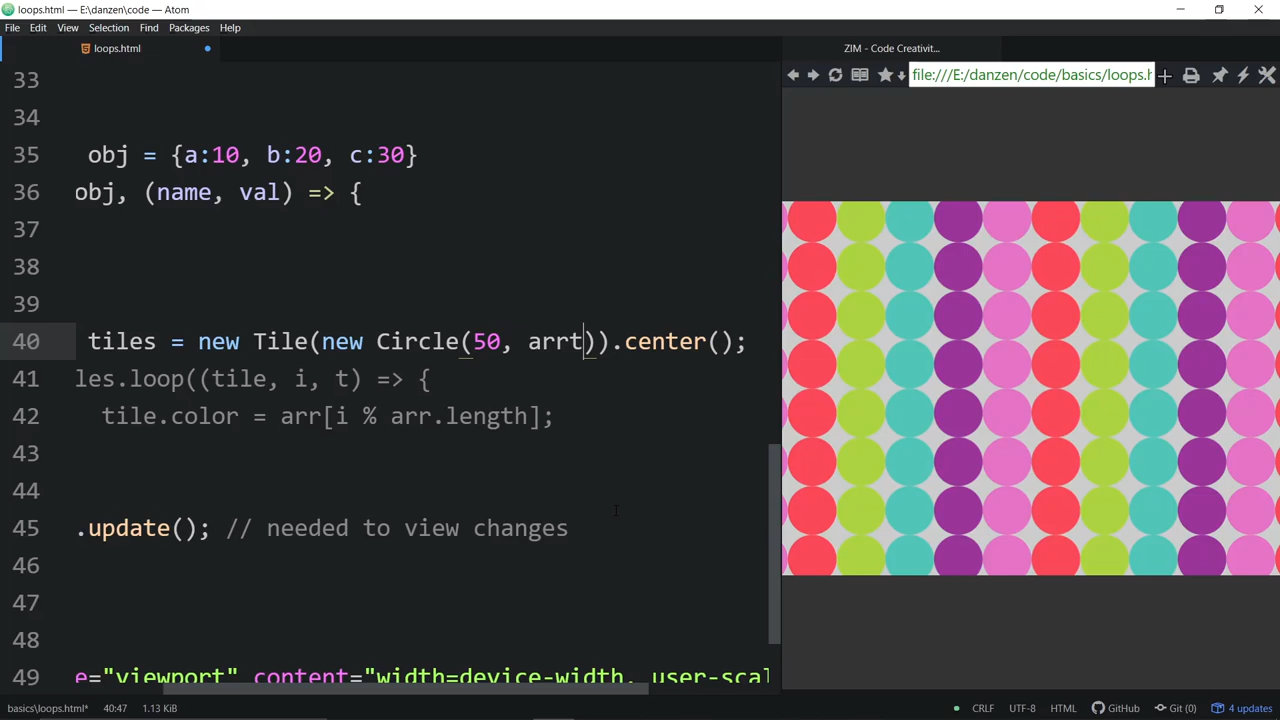 loops.html — E:\danzen\code — Atom
File Edit View Selection Find Packages Help
loops.html
ZIM - Code Creativit...
file:///E:/danzen/code/basics/loops.h
33
34
35 obj = {a:10, b:20, c:30}
36 obj, (name, val) => {
37
38
39
40 tiles = new Tile(new Circle(50, arrt)).center();
41 les.loop((tile, i, t) => {
42 tile.color = arr[i % arr.length];
43
44
45 .update(); // needed to view changes
46
47
48
49 e="viewport" content="width=device-width, user-scal
basics\loops.html* 40:47 1.13 KiB CRLF UTF-8 HTML GitHub Git (0) 4 updates